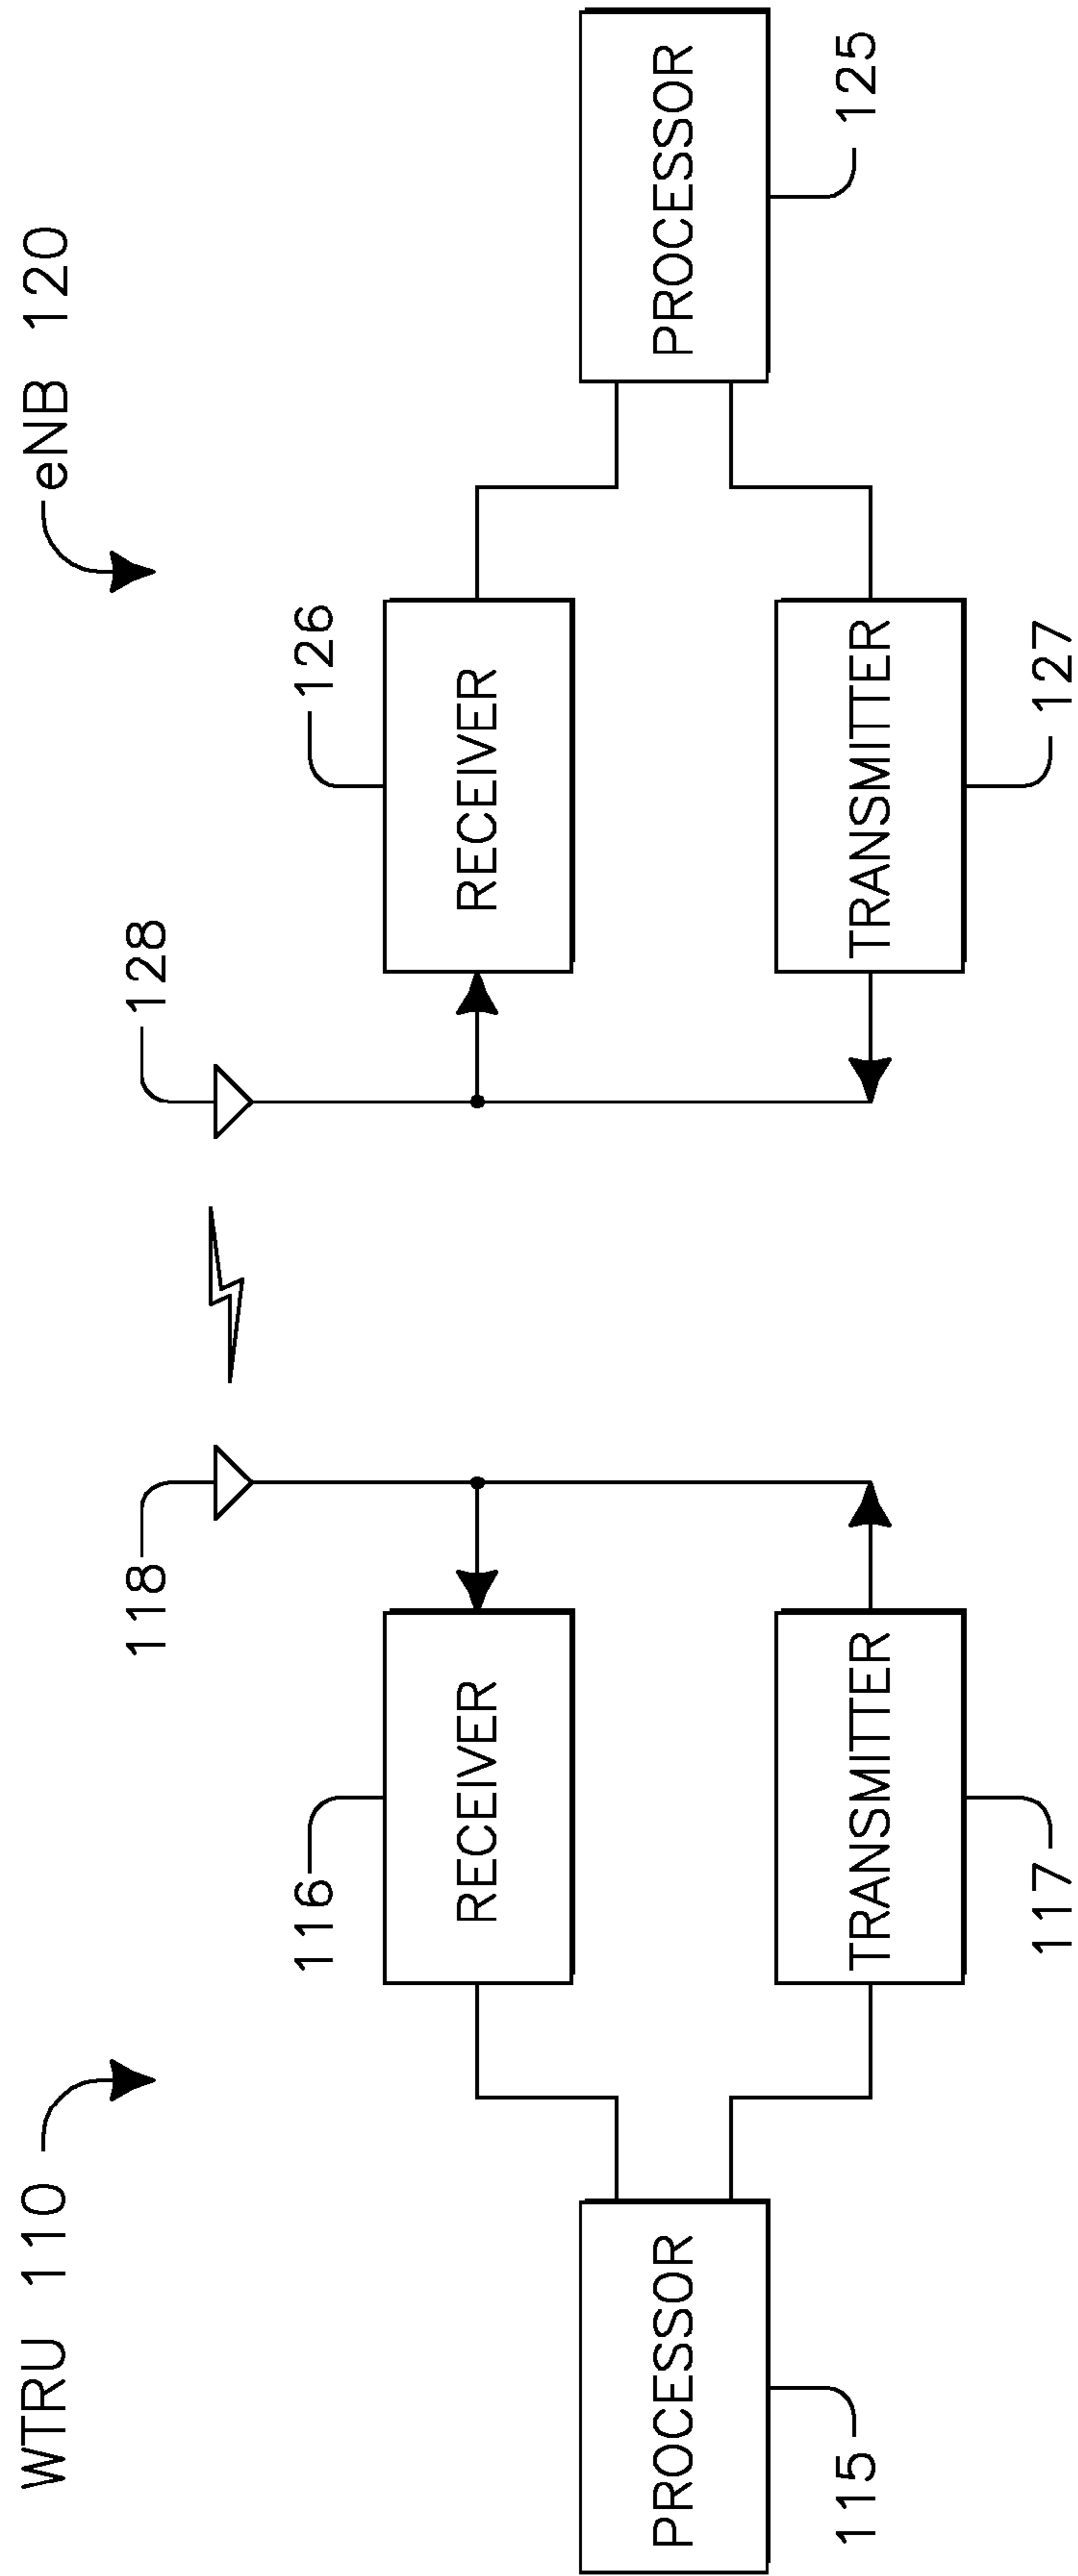 WTRU 110
eNB 120
118
128
116
126
RECEIVER
RECEIVER
PROCESSOR
PROCESSOR
115
125
TRANSMITTER
TRANSMITTER
117
127